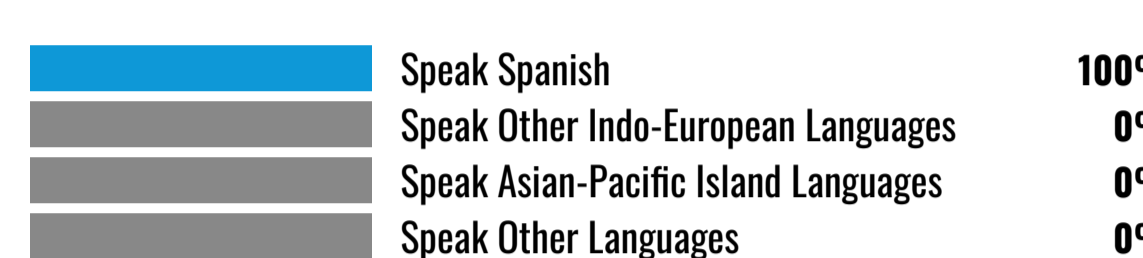 Speak Spanish 100
Speak Other Indo-European Languages 0
Speak Asian-Pacific Island Languages 0
Speak Other Languages 0